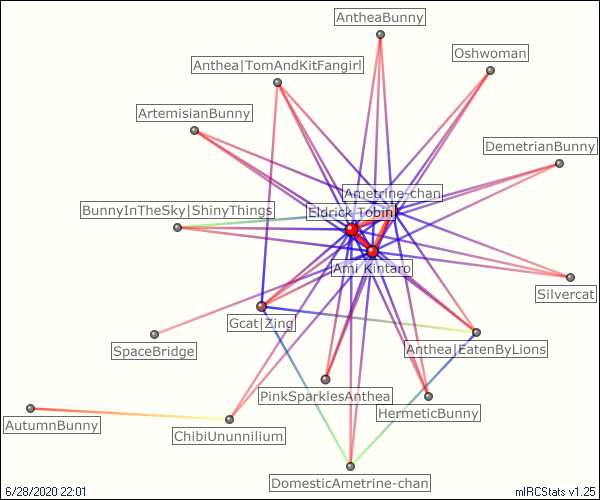 AntheaBunny
Oshwoman
Anthea|TomAndKitFangirl
ArtemisianBunny
DemetrianBunny
Ametrine-chan
BunnyInTheSky|ShinyThings
Eldrick Tobin
Ami Kintaro
Silvercat
Gcat|Zing
SpaceBridge
Anthea|EatenByLions
PinkSparklesAnthea
HermeticBunny
AutumnBunny
ChibiUnunnilium
DomesticAmetrine-chan
6/28/2020 22:01
mIRCStats v1.25